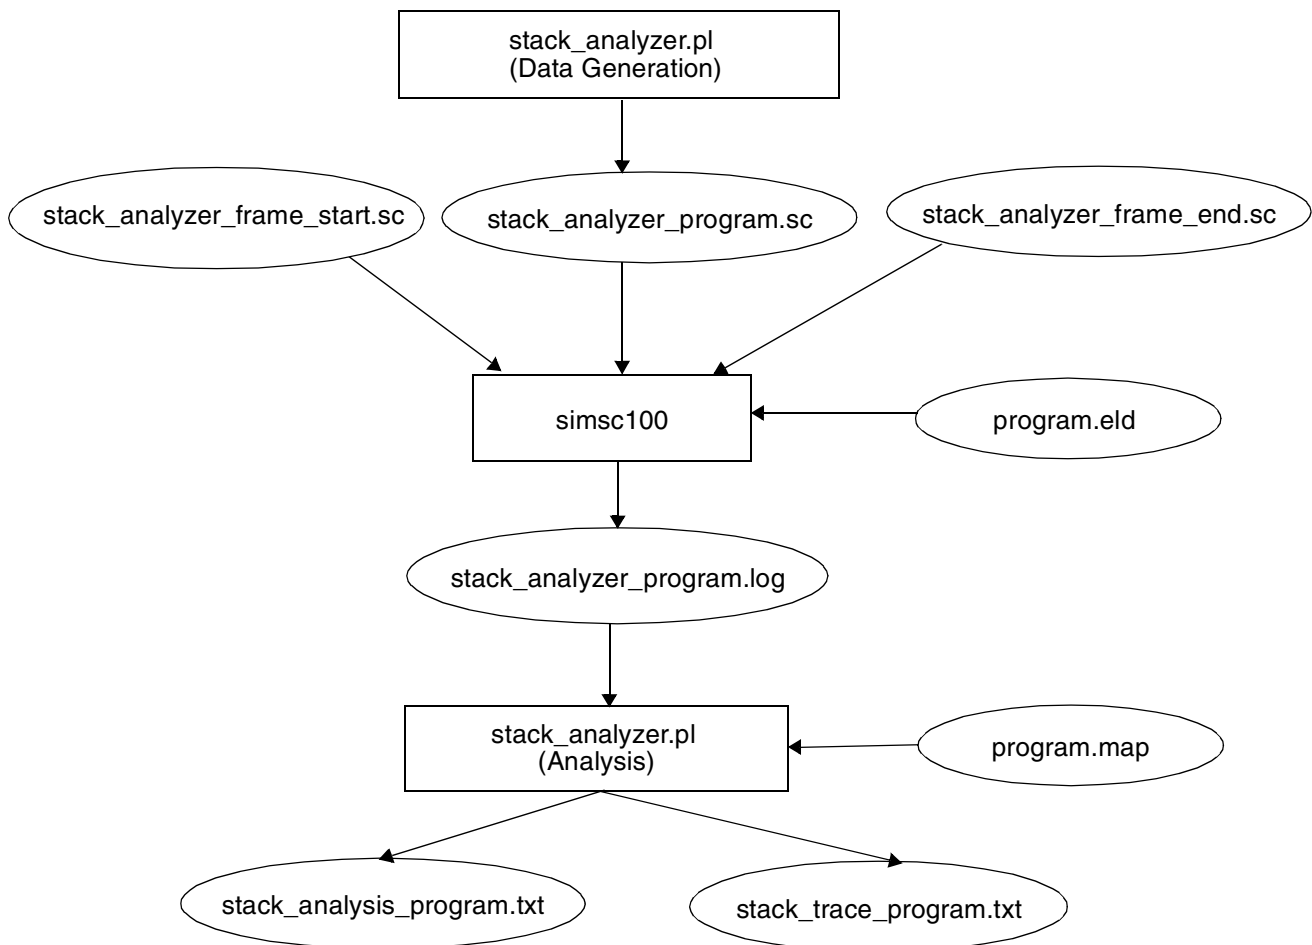 stack_analyzer.pl
(Data Generation)
stack_analyzer_frame_start.sc
stack_analyzer_program.sc
stack_analyzer_frame_end.sc
simsc100
program.eld
stack_analyzer_program.log
stack_analyzer.pl
(Analysis)
program.map
stack_analysis_program.txt
stack_trace_program.txt